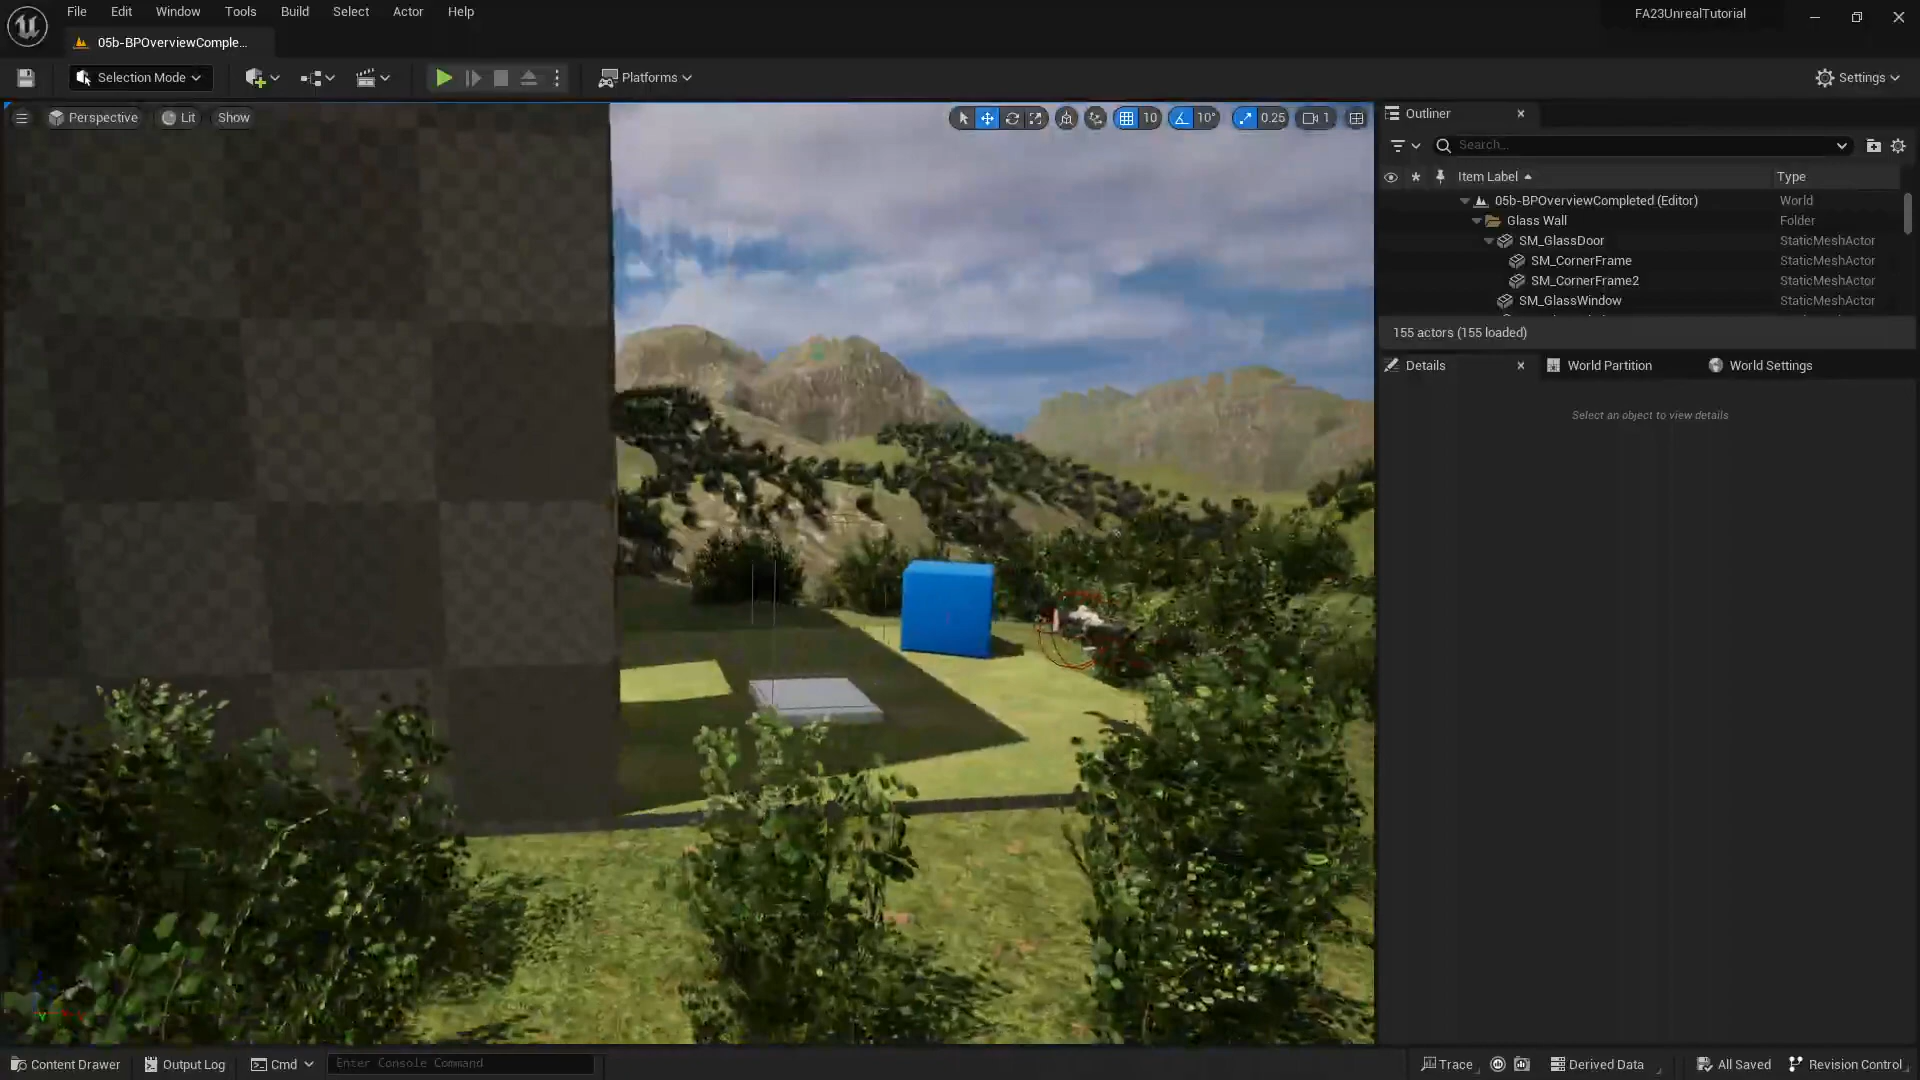 File Edit Window Tools Build Select Actor Help
FA23UnrealTutorial
05b-BPOverviewComple...
Selection Mode
Platforms
Settings
Perspective Lit Show
10 10° 0.25 1
Outliner
Search...
Item Label Type
05b-BPOverviewCompleted (Editor) World
Glass Wall Folder
SM_GlassDoor StaticMeshActor
SM_CornerFrame StaticMeshActor
SM_CornerFrame2 StaticMeshActor
SM_GlassWindow StaticMeshActor
155 actors (155 loaded)
Details World Partition World Settings
Select an object to view details
Content Drawer Output Log Cmd Enter Console Command Trace Derived Data All Saved Revision Control